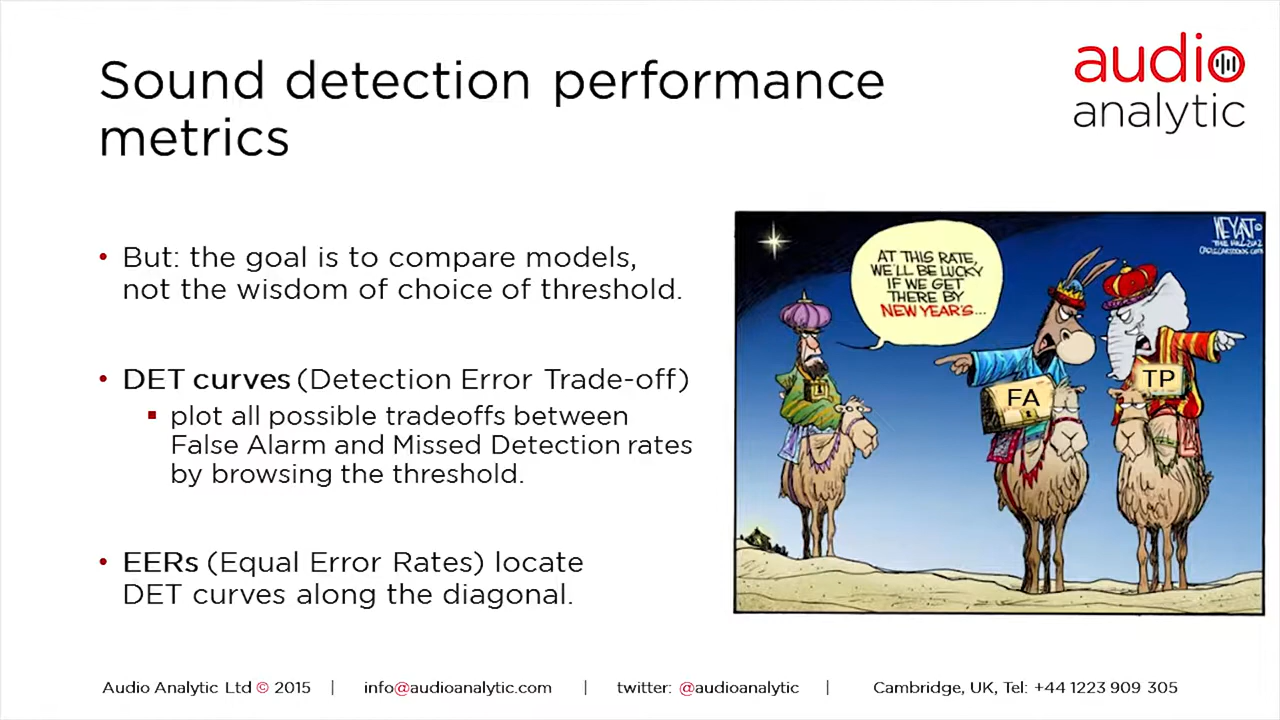 Sound detection performance
metrics
audio
analytic
• But: the goal is to compare models,
not the wisdom of choice of threshold.
• DET curves (Detection Error Trade-off)
▪ plot all possible tradeoffs between
False Alarm and Missed Detection rates
by browsing the threshold.
• EERs (Equal Error Rates) locate
DET curves along the diagonal.
AT THIS RATE,
WE'LL BE LUCKY
IF WE GET
THERE BY
NEW YEAR'S...
THE HILL
FA
TP
Audio Analytic Ltd © 2015 | info@audioanalytic.com | twitter: @audioanalytic | Cambridge, UK, Tel: +44 1223 909 305